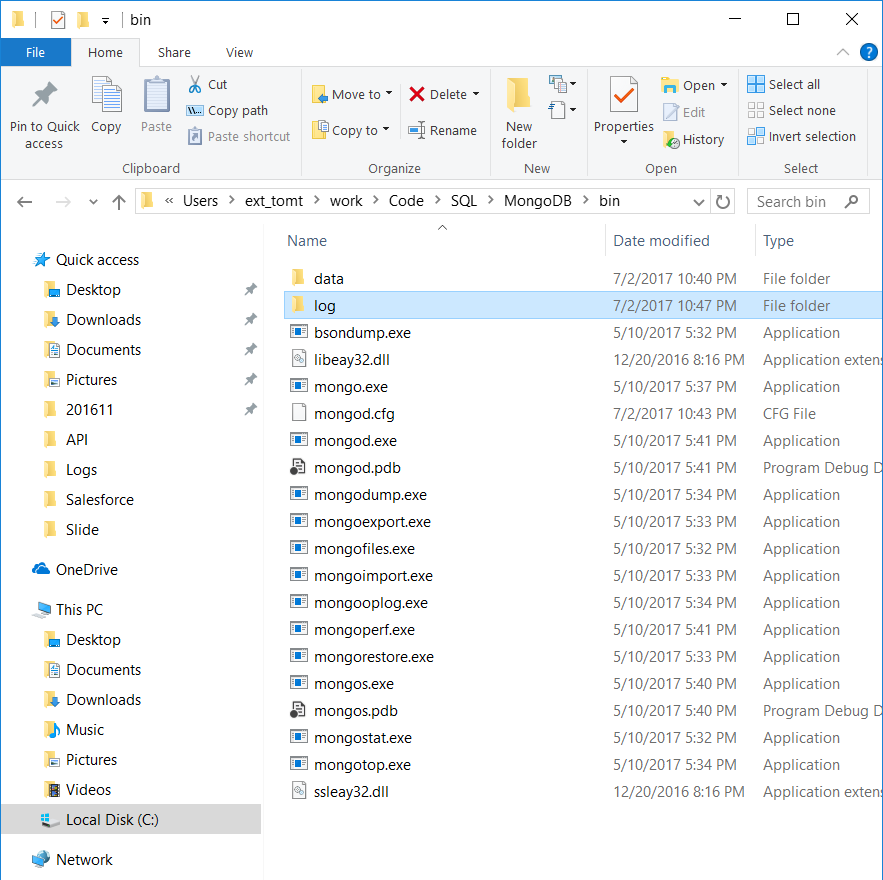 bin
File Home Share View
Pin to Quick access
Copy
Paste
Cut
Copy path
Paste shortcut
Clipboard
Move to
Copy to
Delete
Rename
Organize
New folder
New
Properties
Open
Edit
History
Open
Select all
Select none
Invert selection
Select
« Users > ext_tomt > work > Code > SQL > MongoDB > bin
Search bin
Quick access
Desktop
Downloads
Documents
Pictures
201611
API
Logs
Salesforce
Slide
OneDrive
This PC
Desktop
Documents
Downloads
Music
Pictures
Videos
Local Disk (C:)
Network
Name Date modified Type
data 7/2/2017 10:40 PM File folder
log 7/2/2017 10:47 PM File folder
bsondump.exe 5/10/2017 5:32 PM Application
libeay32.dll 12/20/2016 8:16 PM Application exten
mongo.exe 5/10/2017 5:37 PM Application
mongod.cfg 7/2/2017 10:43 PM CFG File
mongod.exe 5/10/2017 5:41 PM Application
mongod.pdb 5/10/2017 5:41 PM Program Debug D
mongodump.exe 5/10/2017 5:34 PM Application
mongoexport.exe 5/10/2017 5:33 PM Application
mongofiles.exe 5/10/2017 5:32 PM Application
mongoimport.exe 5/10/2017 5:33 PM Application
mongooplog.exe 5/10/2017 5:34 PM Application
mongoperf.exe 5/10/2017 5:41 PM Application
mongorestore.exe 5/10/2017 5:33 PM Application
mongos.exe 5/10/2017 5:40 PM Application
mongos.pdb 5/10/2017 5:40 PM Program Debug D
mongostat.exe 5/10/2017 5:32 PM Application
mongotop.exe 5/10/2017 5:34 PM Application
ssleay32.dll 12/20/2016 8:16 PM Application exten